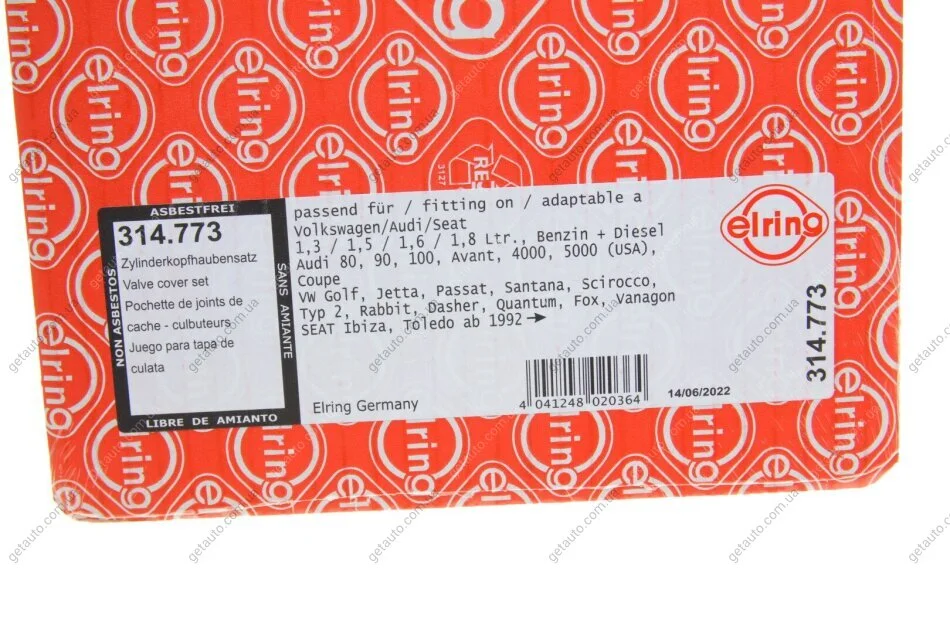 ASBESTFREI
314.773
Zylinderkopfhaubensatz
Valve cover set
Pochette de joints de
cache - culbuteurs
Juego para tapa de
culata
NON ASBESTOS
SANS AMIANTE
LIBRE DE AMIANTO
passend für / fitting on / adaptable a
Volkswagen/Audi/Seat
1,3 / 1,5 / 1,6 / 1,8 Ltr., Benzin + Diesel
Audi 80, 90, 100, Avant, 4000, 5000 (USA),
Coupe
VW Golf, Jetta, Passat, Santana, Scirocco,
Typ 2, Rabbit, Dasher, Quantum, Fox, Vanagon
SEAT Ibiza, Toledo ab 1992→
Elring Germany
4 041248 020364
14/06/2022
elring
314.773
elring
getauto.com.ua